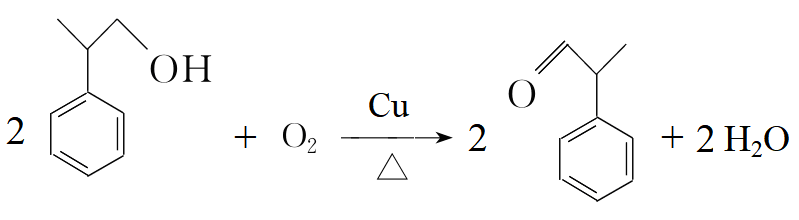 2 OH + O₂ Cu △ 2 O + 2 H₂O